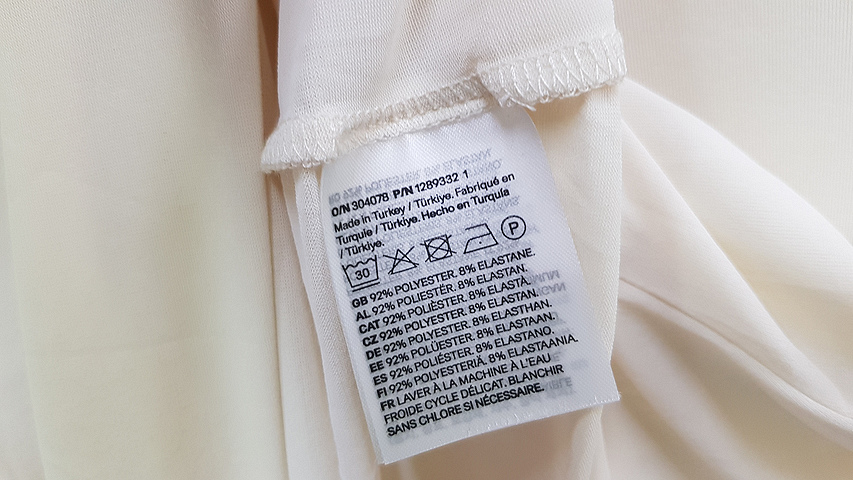 O/N 304078 P/N 1289332 1
Made in Turkey / Türkiye. Fabriqué en
Turquie / Türkiye. Hecho en Turquía
/ Türkiye.
30 P
GB 92% POLYESTER. 8% ELASTANE.
AL 92% POLIESTËR. 8% ELASTAN.
CAT 92% POLIÈSTER. 8% ELASTÀ.
CZ 92% POLYESTER. 8% ELASTAN.
DE 92% POLYESTER. 8% ELASTHAN.
EE 92% POLÜESTER. 8% ELASTAAN.
ES 92% POLIÉSTER. 8% ELASTANO.
FI 92% POLYESTERIÄ. 8% ELASTAANIA.
FR LAVER À LA MACHINE À L'EAU
FROIDE CYCLE DÉLICAT. BLANCHIR
SANS CHLORE SI NÉCESSAIRE.